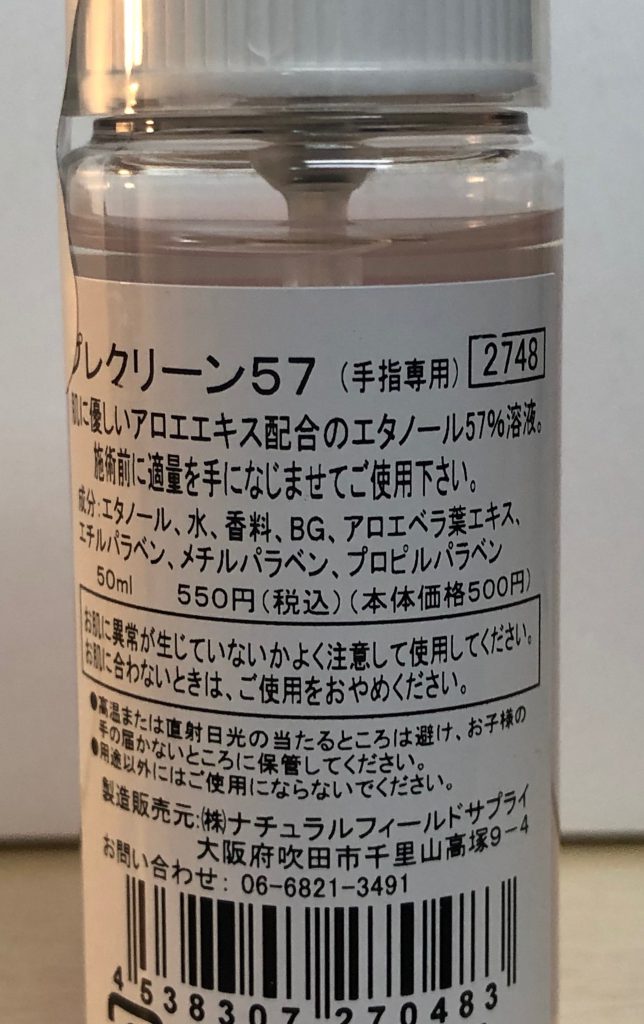 プレクリーン57 (手指専用) 2748
肌に優しいアロエエキス配合のエタノール57%溶液。
施術前に適量を手になじませてご使用下さい。
成分:エタノール、水、香料、BG、アロエベラ葉エキス、
エチルパラベン、メチルパラベン、プロピルパラベン
50ml 550円(税込)(本体価格500円)
お肌に異常が生じていないかよく注意して使用してください。
お肌に合わないときは、ご使用をおやめください。
●高温または直射日光の当たるところは避け、お子様の
手の届かないところに保管してください。
●用途以外にはご使用にならないでください。
製造販売元:㈱ナチュラルフィールドサプライ
大阪府吹田市千里山高塚9-4
お問い合わせ: 06-6821-3491
4 538307 270483